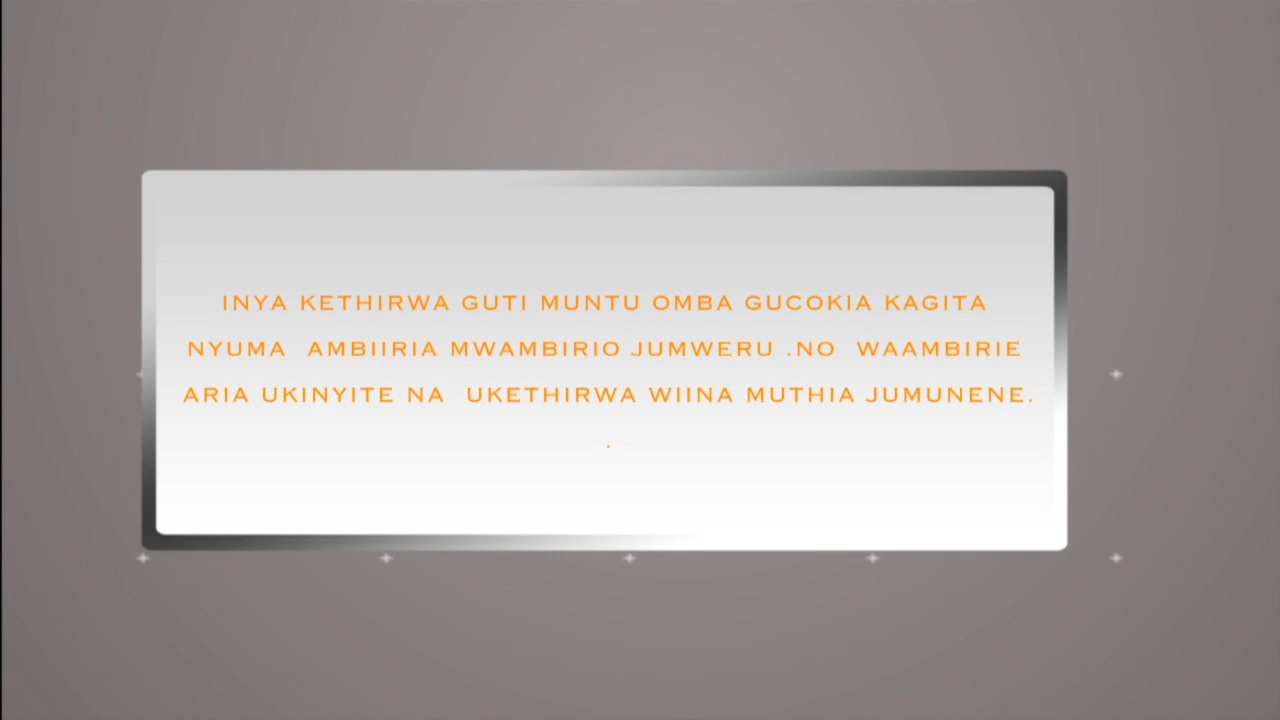 INYA KETHIRWA GUTI MUNTU OMBA GUCOKIA KAGITA
NYUMA AMBIIRIA MWAMBIRIO JUMWERU .NO WAAMBIRIE
ARIA UKINYITE NA UKETHIRWA WIINA MUTHIA JUMUNENE.
.